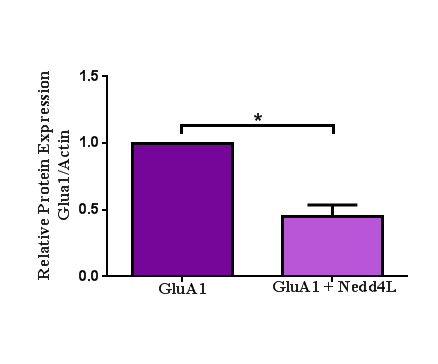 Relative Protein Expression
Glua1/Actin
1.5
1.0
0.5
0.0
*
GluA1
GluA1 + Nedd4L